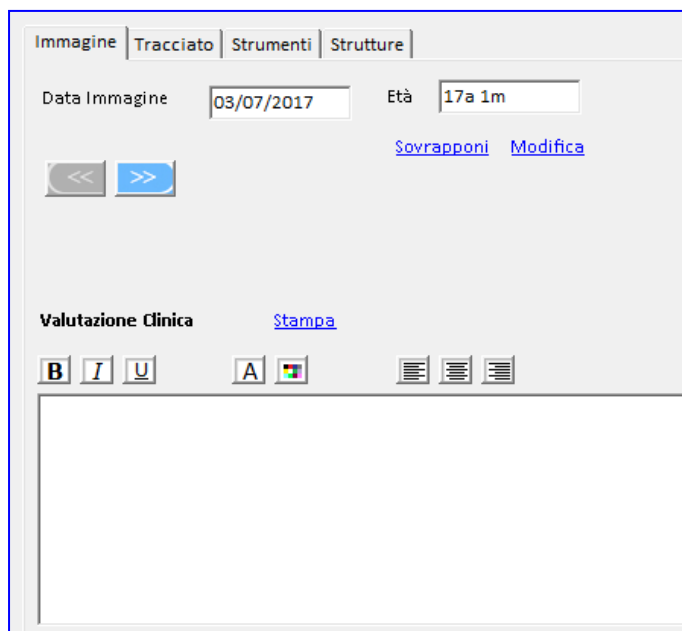 Immagine Tracciato Strumenti Strutture
Data Immagine 03/07/2017 Età 17a 1m
Sovrapponi Modifica
<< >>
Valutazione Clinica Stampa
B I U A